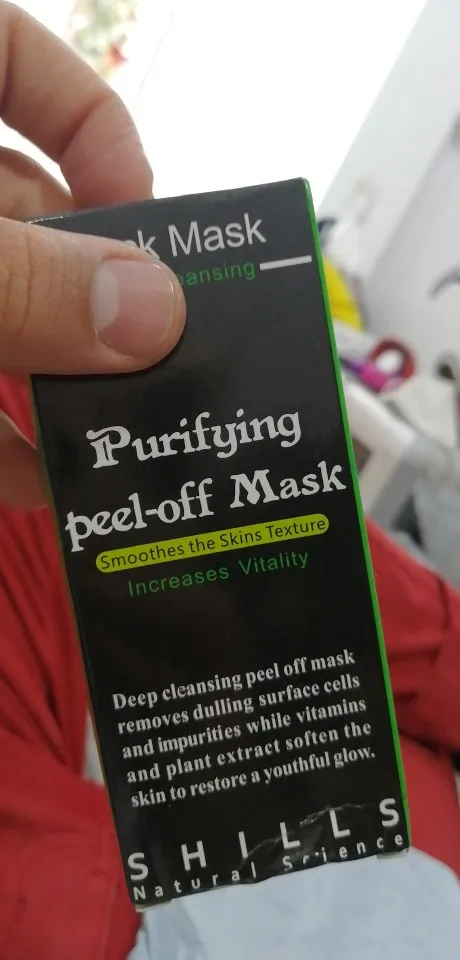 Mask
Purifying
peel-off Mask
Smoothes the Skins Texture
Increases Vitality
Deep cleansing peel off mask
removes dulling surface cells
and impurities while vitamins
and plant extract soften the
skin to restore a youthful glow.
SHILLS
Natural Science